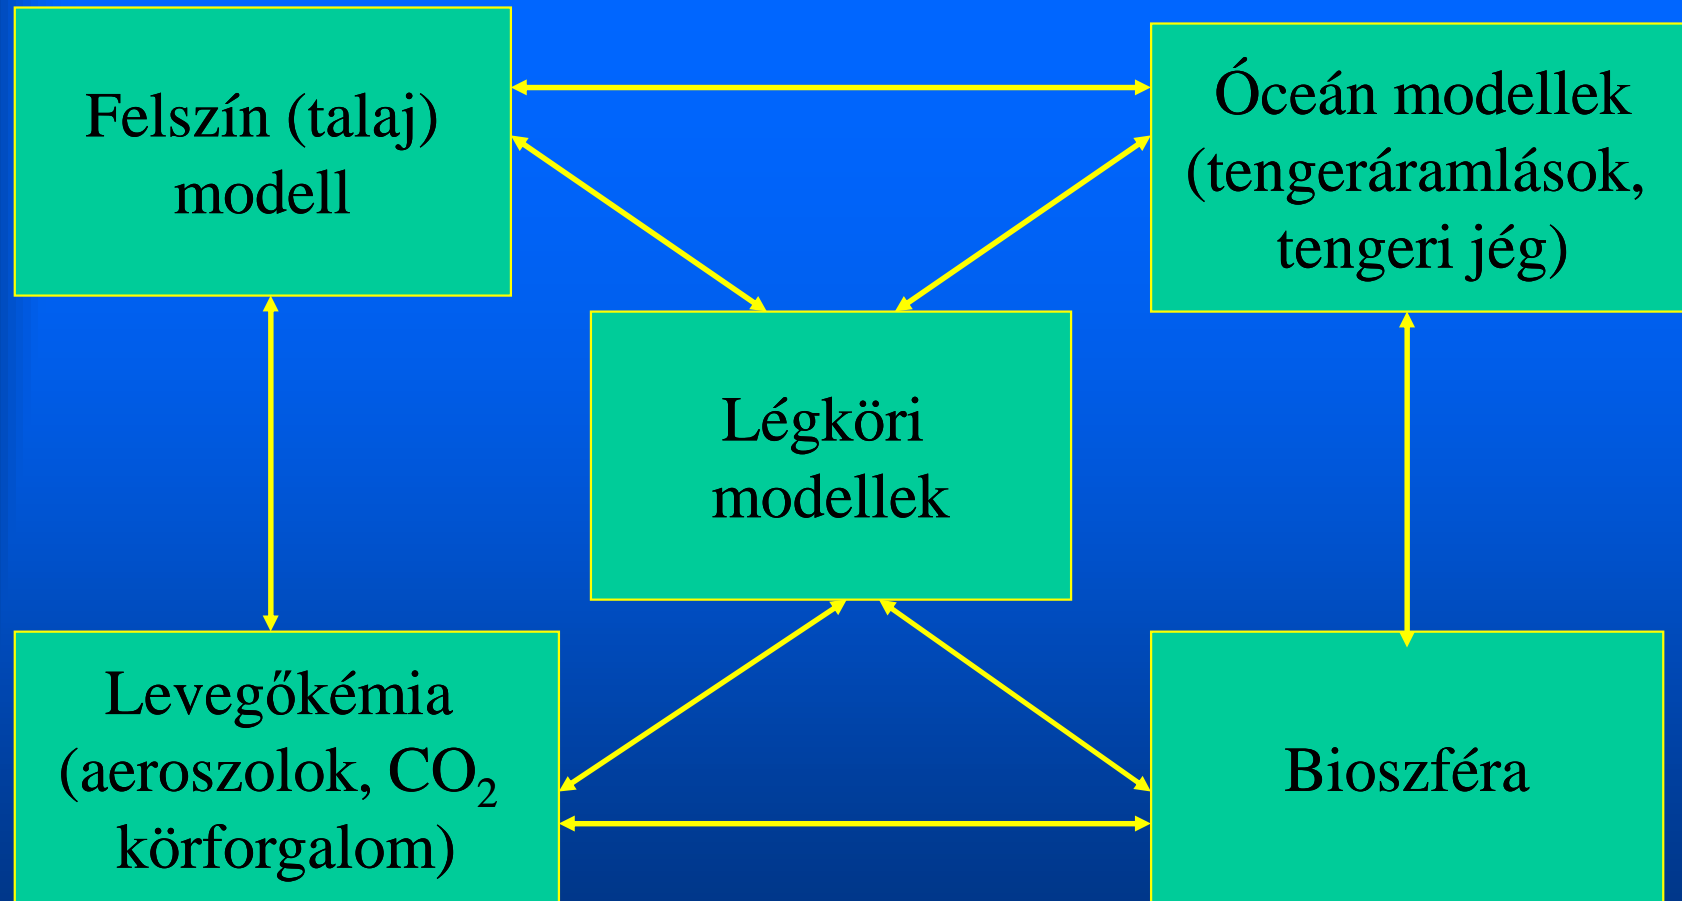 Felszín (talaj)
modell
Óceán modellek
(tengeráramlások,
tengeri jég)
Légköri
modellek
Levegőkémia
(aeroszolok, CO₂
körforgalom)
Bioszféra